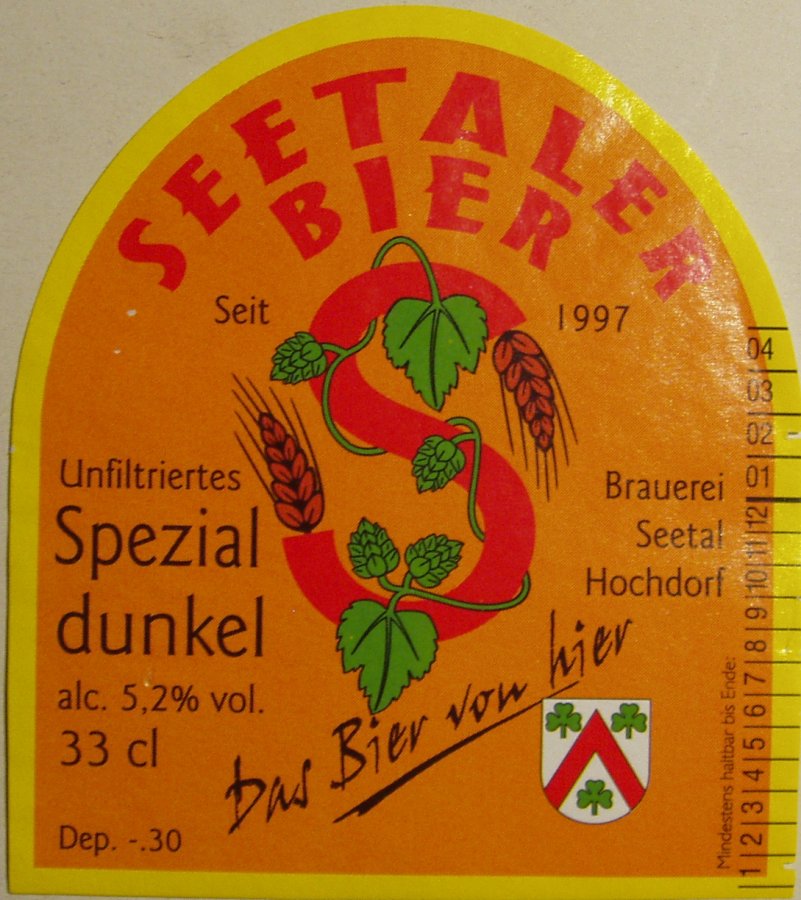 SEETALER
BIER
Seit 1997
Unfiltriertes
Spezial
dunkel
alc. 5,2% vol.
33 cl
Dep. -.30
Brauerei
Seetal
Hochdorf
Das Bier von hier
Mindestens haltbar bis Ende:
1 2 3 4 5 6 7 8 9 10 11 12 01 02 03 04